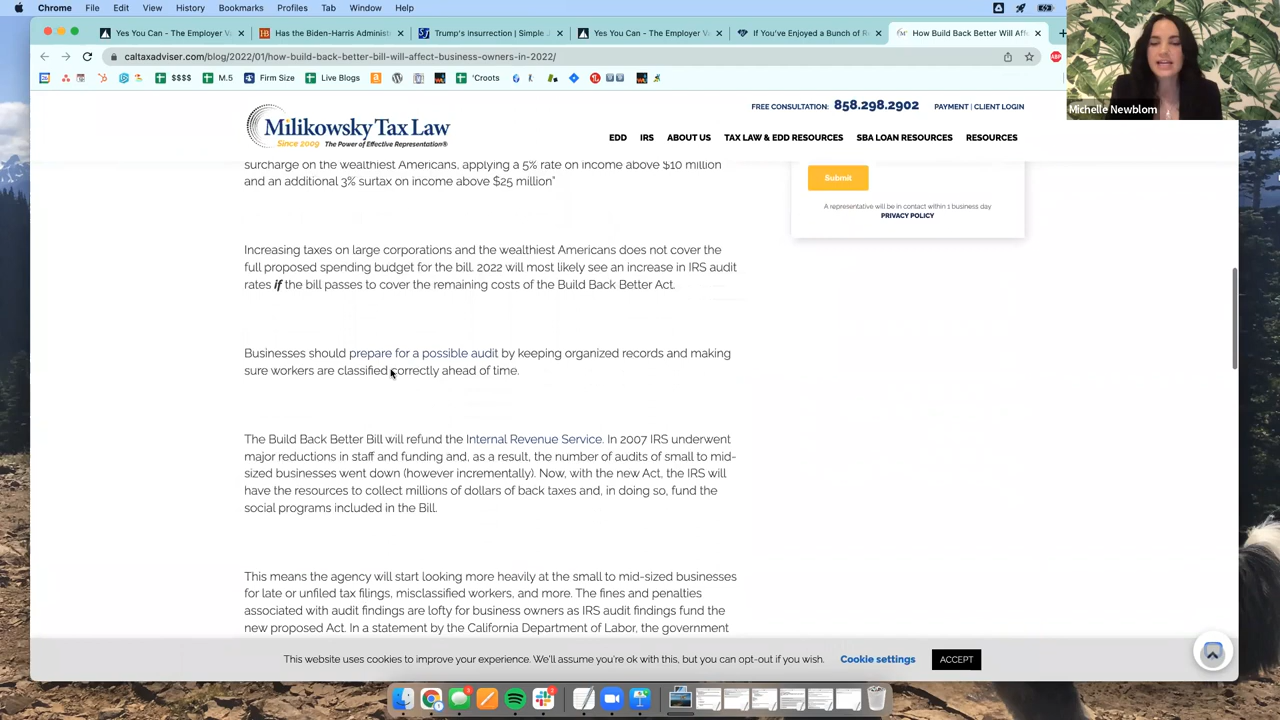 Chrome File Edit View History Bookmarks Profiles Tab Window Help
Yes You Can - The Employer V
Has the Biden-Harris Administ
Trump's insurrection | Simple J
Yes You Can - The Employer V
If You've Enjoyed a Bunch of R
How Build Back Better Will Aff
caltaxadviser.com/blog/2022/01/how-build-back-better-bill-will-affect-business-owners-in-2022/
ABP
$$$$ M.5 Firm Size Live Blogs 'Croots
Michelle Newblom
FREE CONSULTATION: 858.298.2902 PAYMENT | CLIENT LOGIN
Milikowsky Tax Law
Since 2009 The Power of Effective Representation®
EDD IRS ABOUT US TAX LAW & EDD RESOURCES SBA LOAN RESOURCES RESOURCES
surcharge on the wealthiest Americans, applying a 5% rate on income above $10 million
and an additional 3% surtax on income above $25 million"
Submit
A representative will be in contact within 1 business day
PRIVACY POLICY
Increasing taxes on large corporations and the wealthiest Americans does not cover the
full proposed spending budget for the bill. 2022 will most likely see an increase in IRS audit
rates if the bill passes to cover the remaining costs of the Build Back Better Act.
Businesses should prepare for a possible audit by keeping organized records and making
sure workers are classified correctly ahead of time.
The Build Back Better Bill will refund the Internal Revenue Service. In 2007 IRS underwent
major reductions in staff and funding and, as a result, the number of audits of small to mid-
sized businesses went down (however incrementally). Now, with the new Act, the IRS will
have the resources to collect millions of dollars of back taxes and, in doing so, fund the
social programs included in the Bill.
This means the agency will start looking more heavily at the small to mid-sized businesses
for late or unfiled tax filings, misclassified workers, and more. The fines and penalties
associated with audit findings are lofty for business owners as IRS audit findings fund the
new proposed Act. In a statement by the California Department of Labor, the government
This website uses cookies to improve your experience. We'll assume you're ok with this, but you can opt-out if you wish. Cookie settings ACCEPT